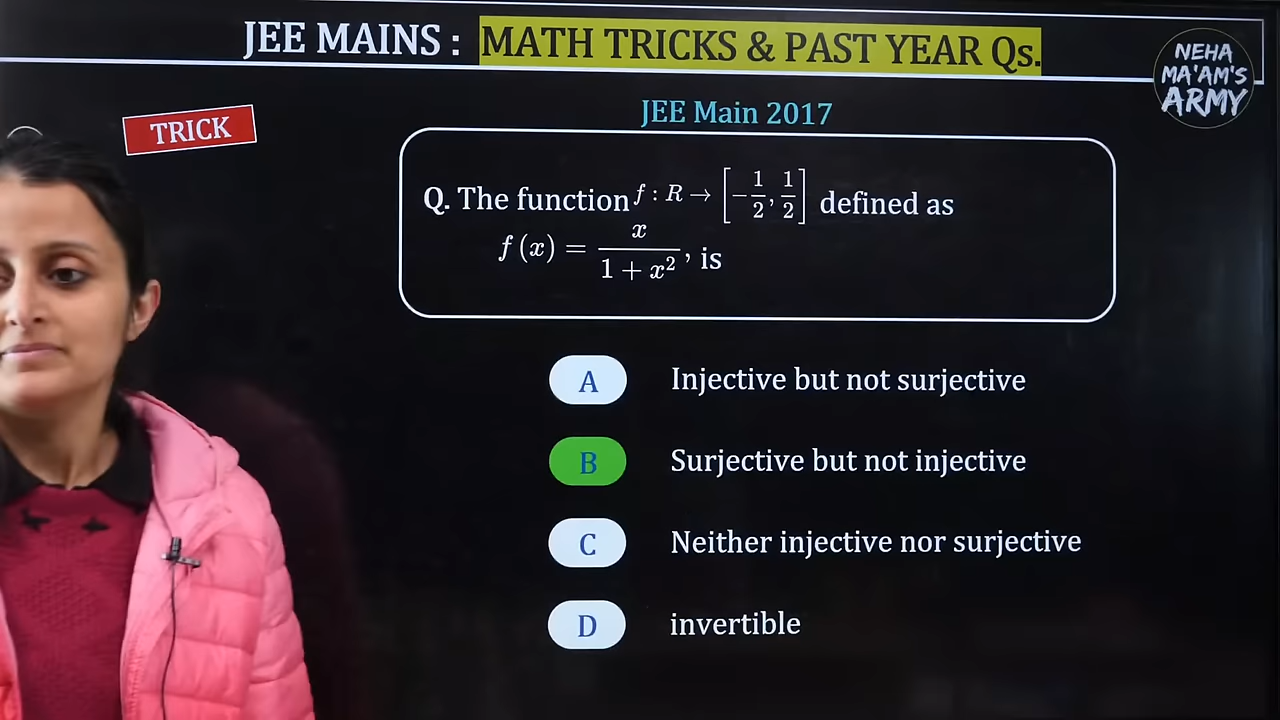 JEE MAINS : MATH TRICKS & PAST YEAR Qs.
NEHA
MA'AM'S
ARMY
TRICK
JEE Main 2017
Q. The function f : R → [−1/2, 1/2] defined as
f (x) = x/(1 + x²), is
A Injective but not surjective
B Surjective but not injective
C Neither injective nor surjective
D invertible